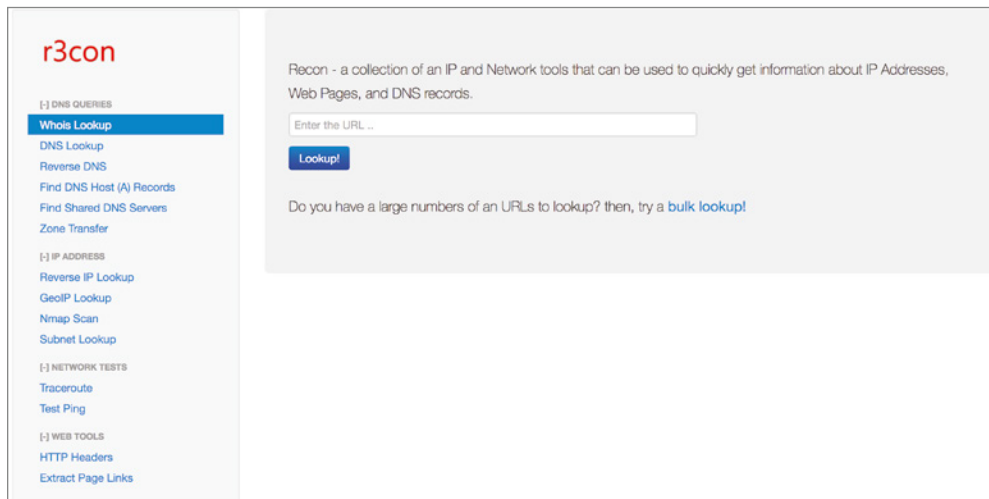 r3con
[-] DNS QUERIES
Whois Lookup
DNS Lookup
Reverse DNS
Find DNS Host (A) Records
Find Shared DNS Servers
Zone Transfer
[-] IP ADDRESS
Reverse IP Lookup
GeoIP Lookup
Nmap Scan
Subnet Lookup
[-] NETWORK TESTS
Traceroute
Test Ping
[-] WEB TOOLS
HTTP Headers
Extract Page Links
Recon - a collection of an IP and Network tools that can be used to quickly get information about IP Addresses,
Web Pages, and DNS records.
Enter the URL ..
Lookup!
Do you have a large numbers of an URLs to lookup? then, try a bulk lookup!